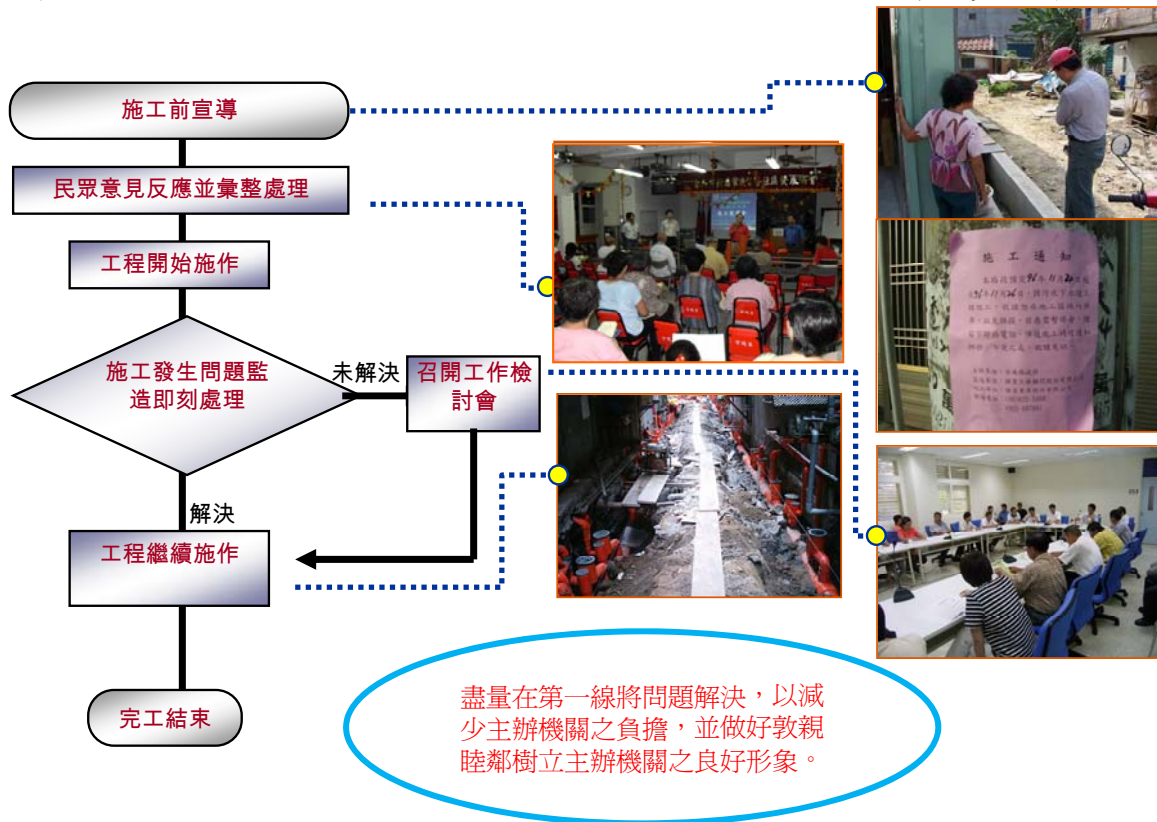 施工前宣導
民眾意見反應並彙整處理
工程開始施作
施工發生問題監
造即刻處理
未解決
召開工作檢
討會
解決
工程繼續施作
完工結束
施工通知
盡量在第一線將問題解決，以減
少主辦機關之負擔，並做好敦親
睦鄰樹立主辦機關之良好形象。